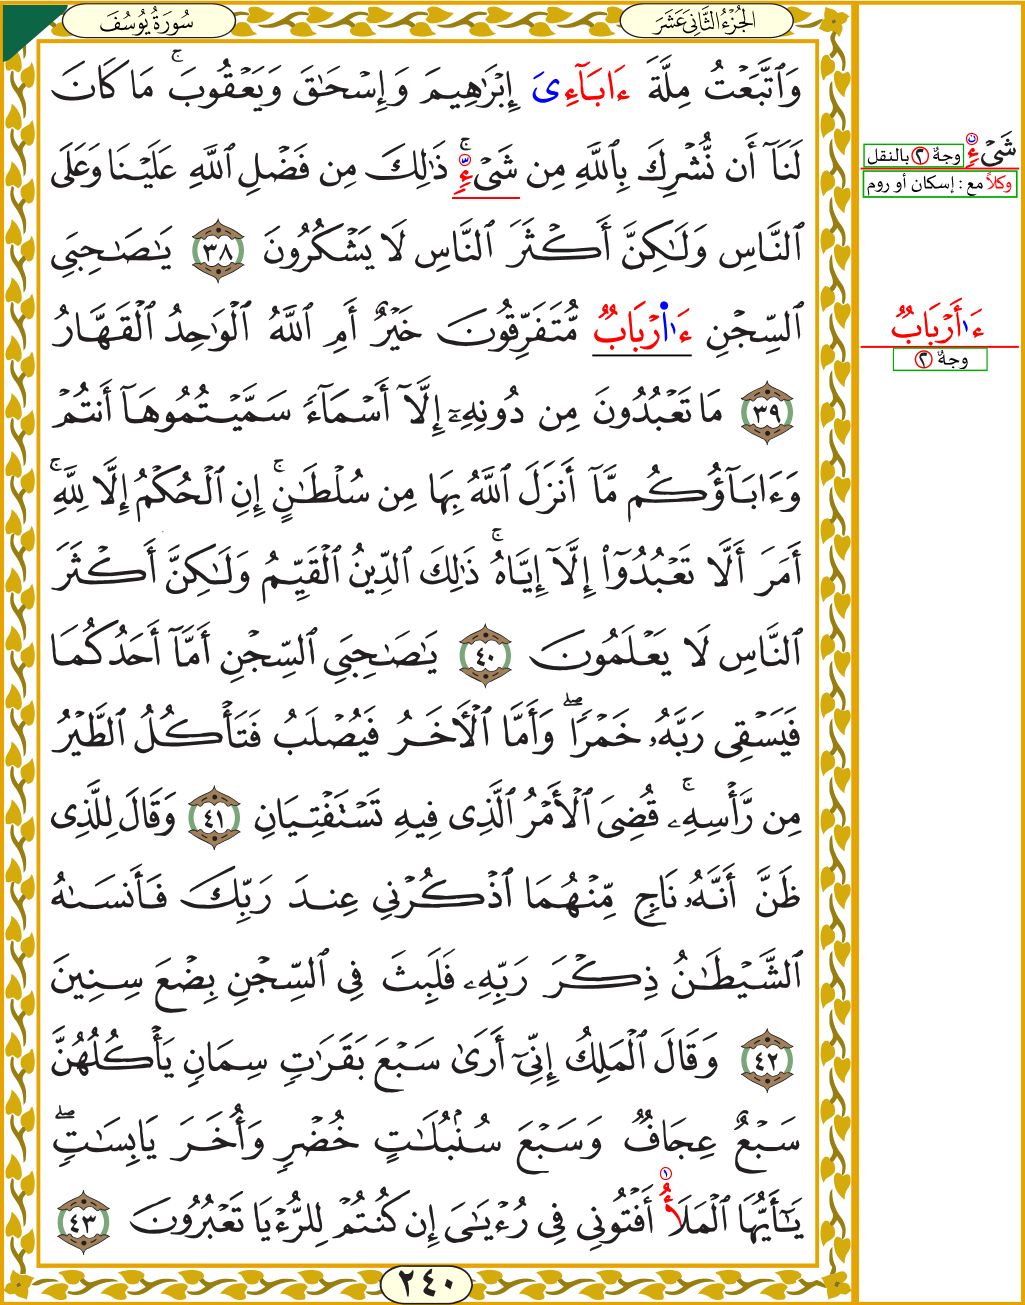 سُورَةُ يُوسُفَ
الجُزْءُ الثَّانِي عَشَرَ
وَٱتَّبَعْتُ مِلَّةَ ءَابَآءِىٓ إِبْرَٰهِيمَ وَإِسْحَٰقَ وَيَعْقُوبَۚ مَا كَانَ
لَنَآ أَن نُّشْرِكَ بِٱللَّهِ مِن شَىْءٍۚ ذَٰلِكَ مِن فَضْلِ ٱللَّهِ عَلَيْنَا وَعَلَى
ٱلنَّاسِ وَلَٰكِنَّ أَكْثَرَ ٱلنَّاسِ لَا يَشْكُرُونَ ٣٨ يَٰصَٰحِبَىِ
ٱلسِّجْنِ ءَا۬رْبَابٌ مُّتَفَرِّقُونَ خَيْرٌ أَمِ ٱللَّهُ ٱلْوَٰحِدُ ٱلْقَهَّارُ
٣٩ مَا تَعْبُدُونَ مِن دُونِهِۦٓ إِلَّآ أَسْمَآءً سَمَّيْتُمُوهَآ أَنتُمْ
وَءَابَآؤُكُم مَّآ أَنزَلَ ٱللَّهُ بِهَا مِن سُلْطَٰنٍۚ إِنِ ٱلْحُكْمُ إِلَّا لِلَّهِۚ
أَمَرَ أَلَّا تَعْبُدُوٓا۟ إِلَّآ إِيَّاهُۚ ذَٰلِكَ ٱلدِّينُ ٱلْقَيِّمُ وَلَٰكِنَّ أَكْثَرَ
ٱلنَّاسِ لَا يَعْلَمُونَ ٤٠ يَٰصَٰحِبَىِ ٱلسِّجْنِ أَمَّآ أَحَدُكُمَا
فَيَسْقِى رَبَّهُۥ خَمْرًاۖ وَأَمَّا ٱلْأَخَرُ فَيُصْلَبُ فَتَأْكُلُ ٱلطَّيْرُ
مِن رَّأْسِهِۦۚ قُضِىَ ٱلْأَمْرُ ٱلَّذِى فِيهِ تَسْتَفْتِيَانِ ٤١ وَقَالَ لِلَّذِى
ظَنَّ أَنَّهُۥ نَاجٍ مِّنْهُمَا ٱذْكُرْنِى عِندَ رَبِّكَ فَأَنسَىٰهُ
ٱلشَّيْطَٰنُ ذِكْرَ رَبِّهِۦ فَلَبِثَ فِى ٱلسِّجْنِ بِضْعَ سِنِينَ
٤٢ وَقَالَ ٱلْمَلِكُ إِنِّىٓ أَرَىٰ سَبْعَ بَقَرَٰتٍ سِمَانٍ يَأْكُلُهُنَّ
سَبْعٌ عِجَافٌ وَسَبْعَ سُنۢبُلَٰتٍ خُضْرٍ وَأُخَرَ يَابِسَٰتٍۖ
يَٰٓأَيُّهَا ٱلْمَلَأُ ١ أَفْتُونِى فِى رُءْيَٰىَ إِن كُنتُمْ لِلرُّءْيَا تَعْبُرُونَ ٤٣
٢٤٠
شَىْءٍ
وجهٌ ٢ بالنقل
وكلاً مع : إسكان أو روم
ءَا۬أَرْبَابٌ
وجهٌ ٢